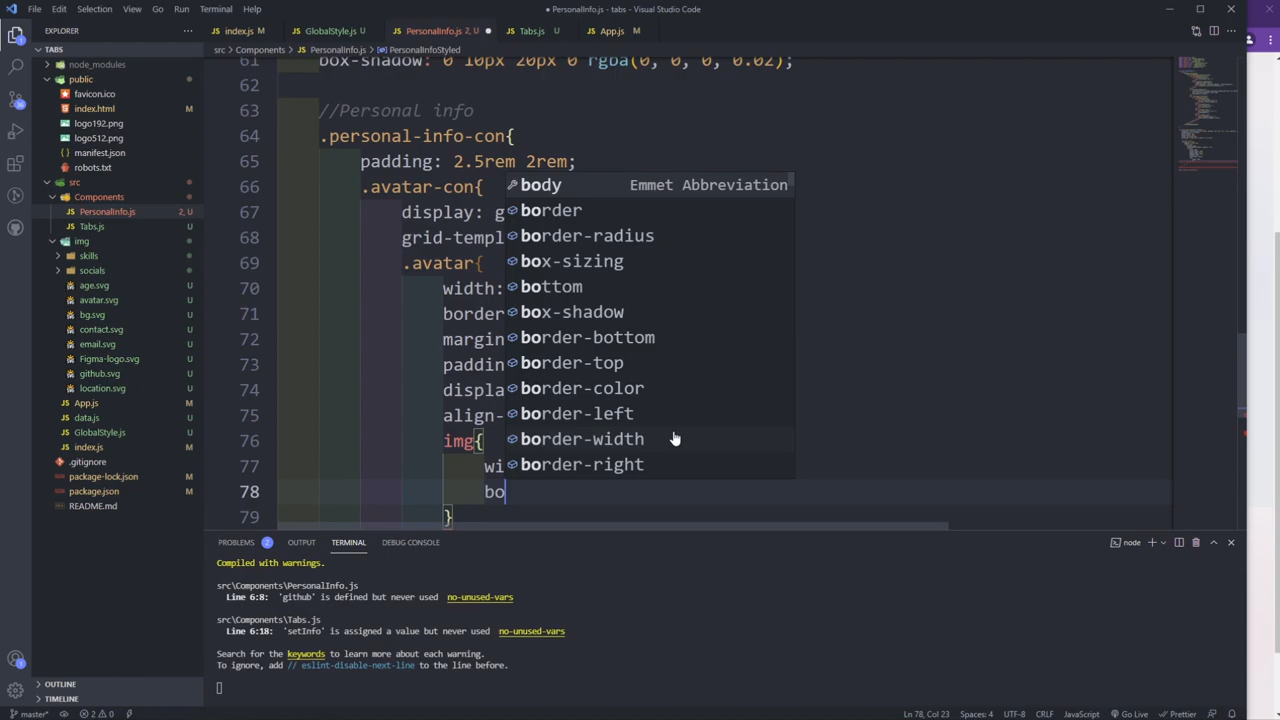 File Edit Selection View Go Run Terminal Help
● PersonalInfo.js - tabs - Visual Studio Code
EXPLORER
index.js M
GlobalStyle.js U
PersonalInfo.js 2, U
Tabs.js U
App.js M
src > Components > PersonalInfo.js > PersonalInfoStyled
TABS
node_modules
public
favicon.ico
index.html M
logo192.png
logo512.png
manifest.json
robots.txt
src
Components
PersonalInfo.js 2, U
Tabs.js U
img
skills
socials
age.svg U
avatar.svg U
bg.svg U
contact.svg U
email.svg U
Figma-logo.svg U
github.svg U
location.svg U
App.js M
data.js U
GlobalStyle.js U
index.js M
.gitignore
package-lock.json M
package.json M
README.md
OUTLINE
TIMELINE
61 box-shadow: 0 10px 20px 0 rgba(0, 0, 0, 0.02);
62
63 //Personal info
64 .personal-info-con{
65 padding: 2.5rem 2rem;
66 .avatar-con{
67 display: g
68 grid-templ
69 .avatar{
70 width:
71 border
72 margin
73 paddin
74 displa
75 align-
76 img{
77 wi
78 bo
79 }
body Emmet Abbreviation
border
border-radius
box-sizing
bottom
box-shadow
border-bottom
border-top
border-color
border-left
border-width
border-right
PROBLEMS 2 OUTPUT TERMINAL DEBUG CONSOLE
node
Compiled with warnings.
src\Components\PersonalInfo.js
Line 6:8: 'github' is defined but never used no-unused-vars
src\Components\Tabs.js
Line 6:18: 'setInfo' is assigned a value but never used no-unused-vars
Search for the keywords to learn more about each warning.
To ignore, add // eslint-disable-next-line to the line before.
master* 2 0 Ln 78, Col 23 Spaces: 4 UTF-8 CRLF JavaScript Go Live Prettier